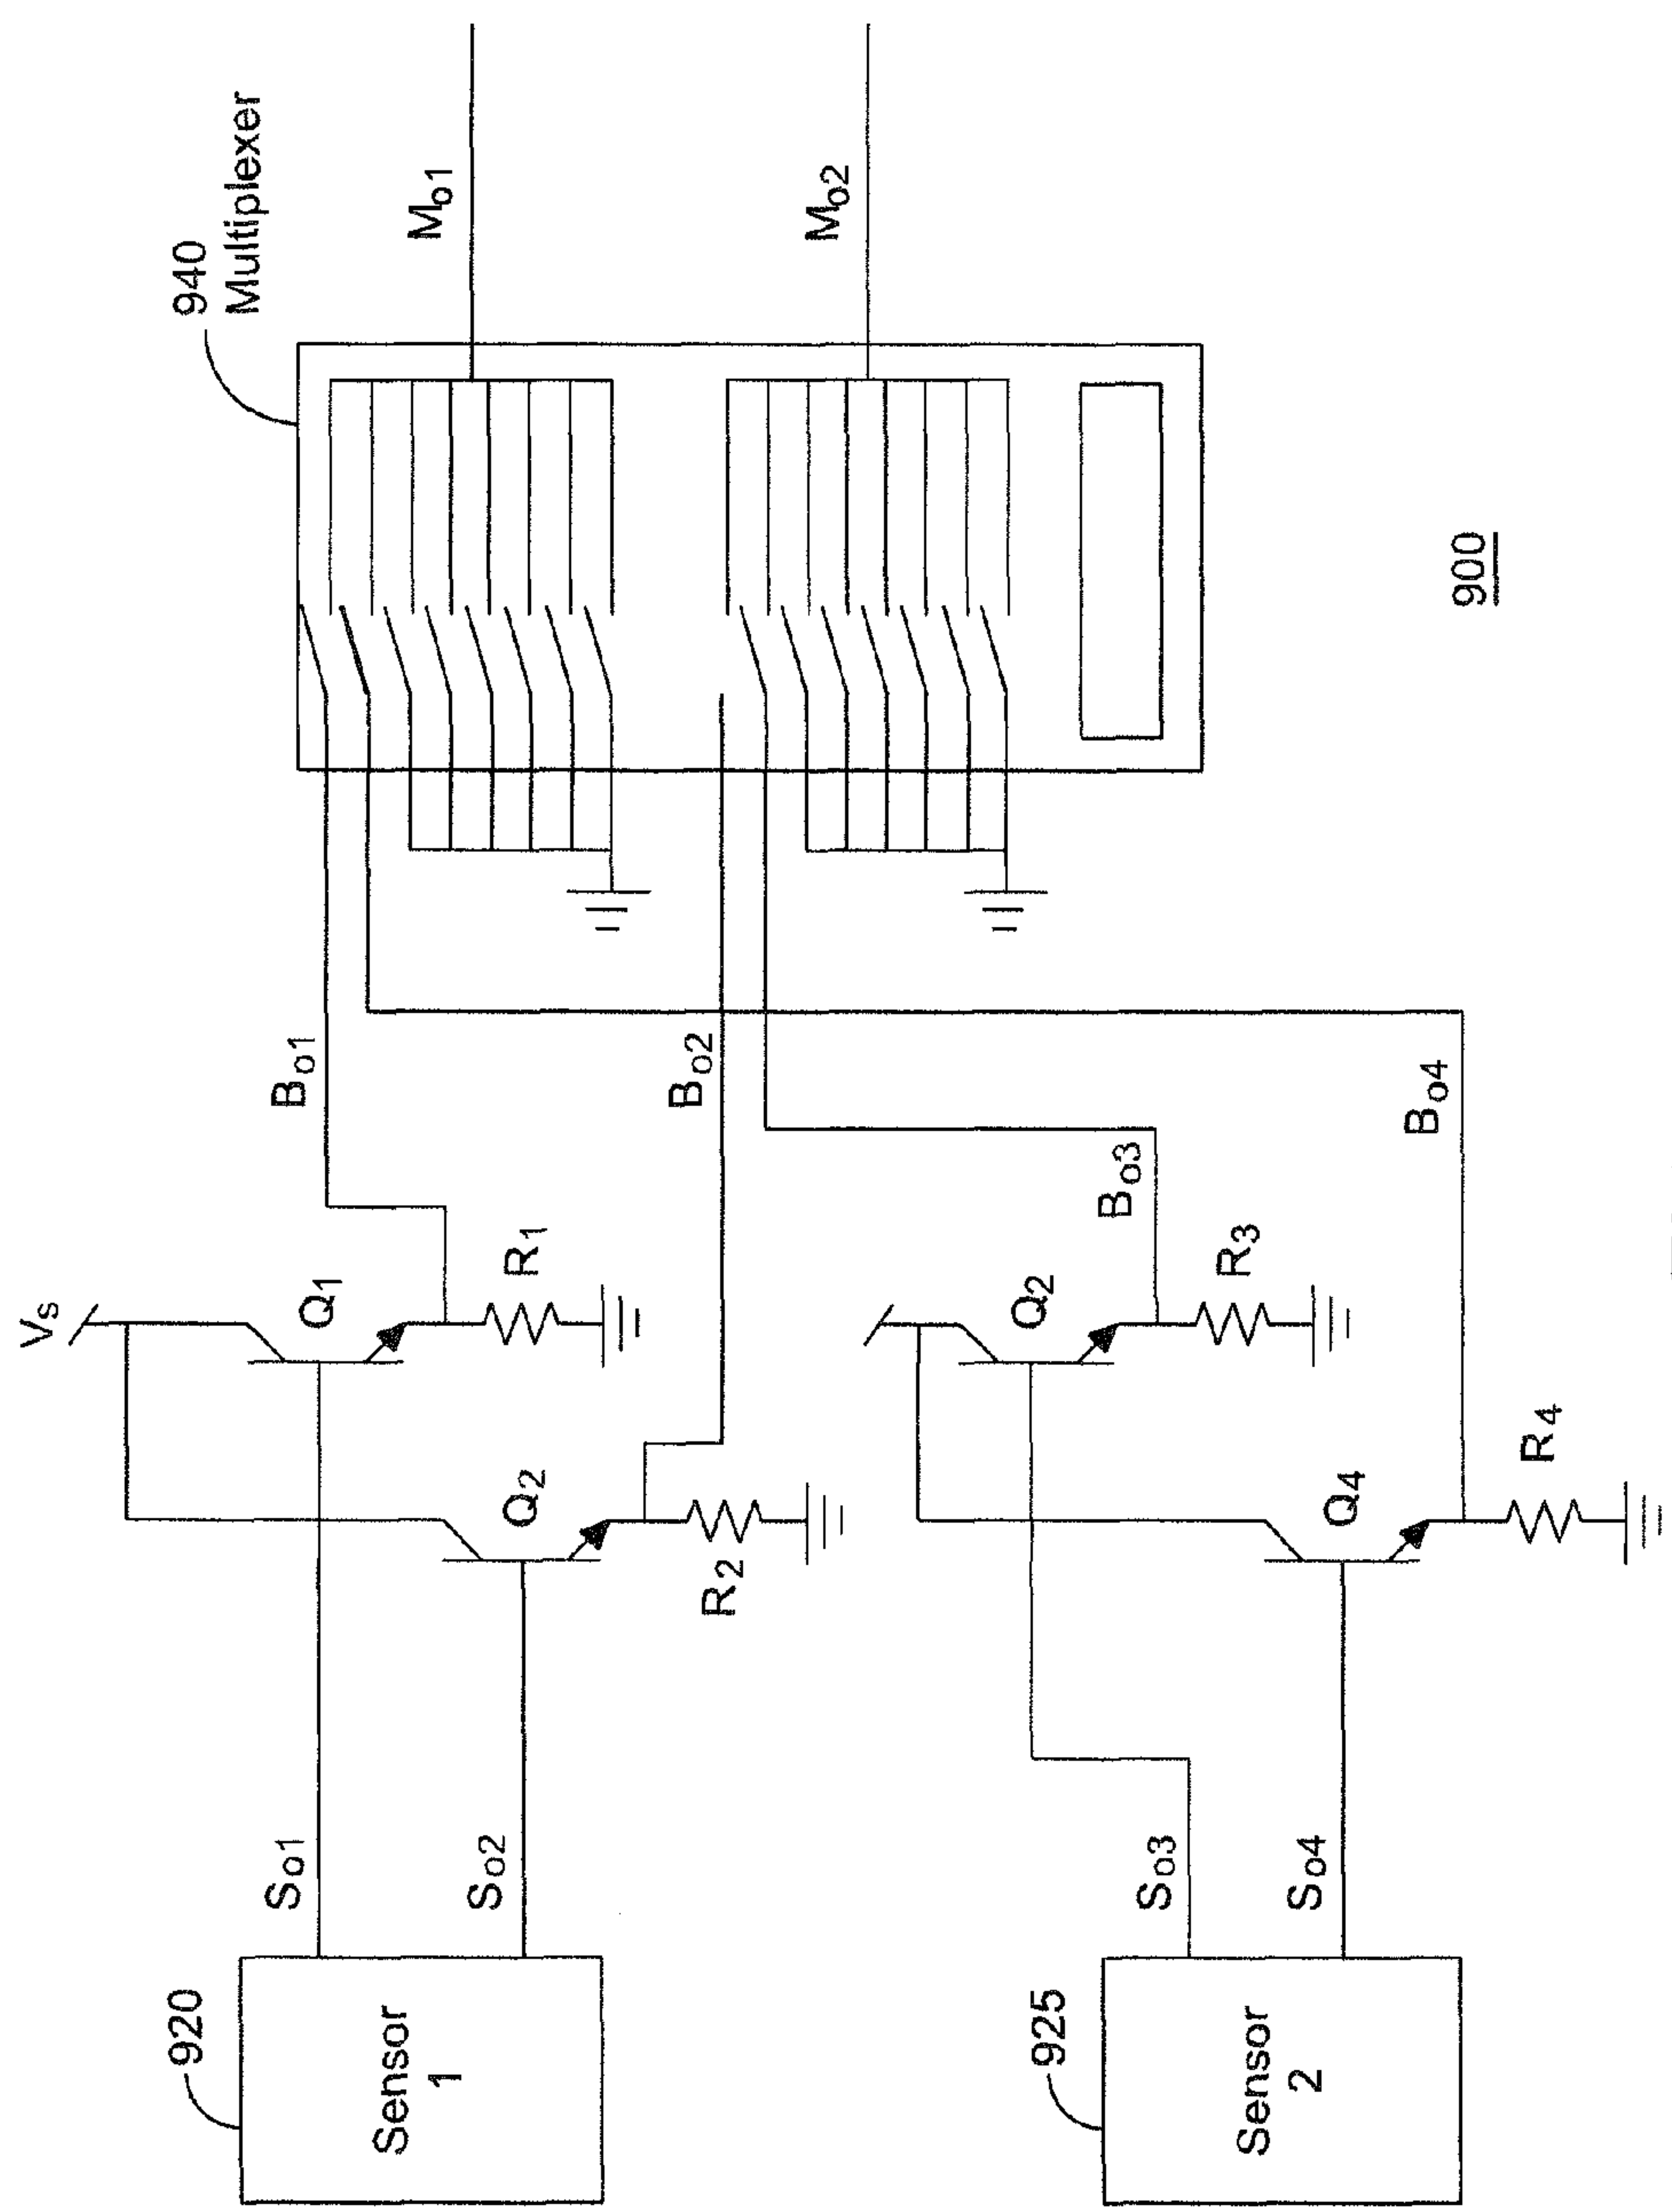 940
Multiplexer
Mo1
Mo2
Vs
Q1
R1
Bo1
Q2
R2
Bo2
So1
So2
920
Sensor
1
Q2
R3
Bo3
Q4
R4
Bo4
So3
So4
925
Sensor
2
900